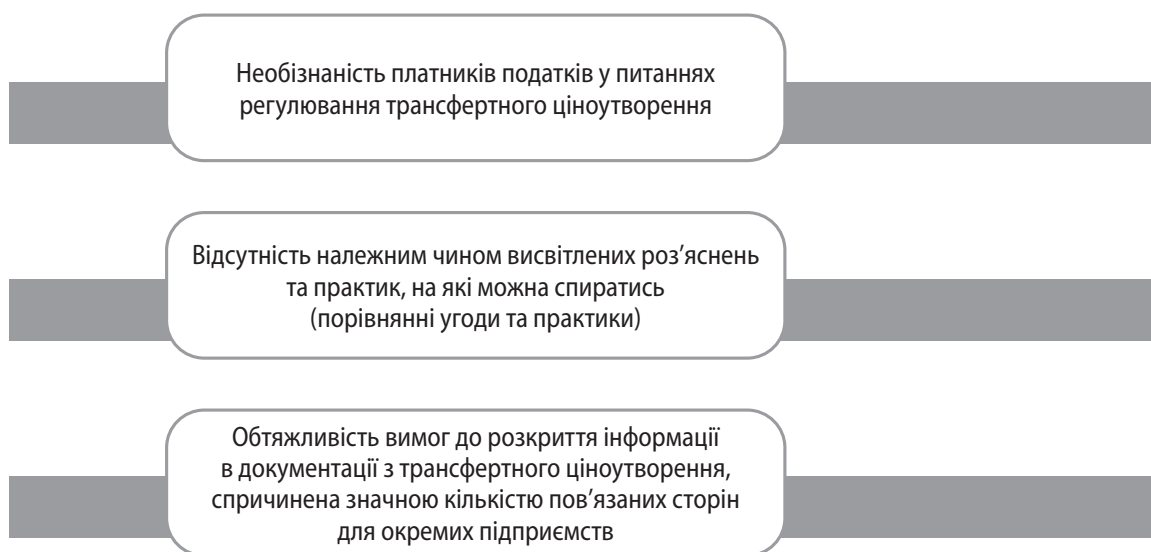 Необізнаність платників податків у питаннях
регулювання трансфертного ціноутворення
Відсутність належним чином висвітлених роз’яснень
та практик, на які можна спиратись
(порівнянні угоди та практики)
Обтяжливість вимог до розкриття інформації
в документації з трансфертного ціноутворення,
спричинена значною кількістю пов’язаних сторін
для окремих підприємств